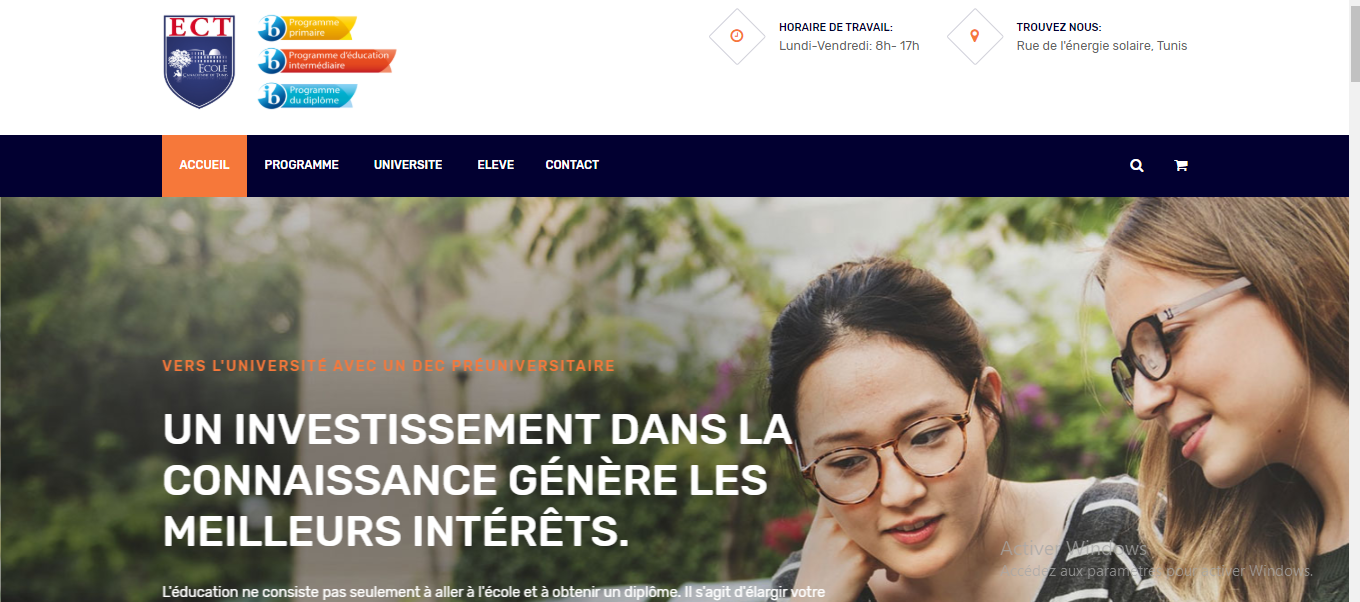 ECT
ECOLE
CANADIENNE DE TUNIS
Programme
primaire
Programme d'éducation
intermédiaire
Programme
du diplôme
HORAIRE DE TRAVAIL:
Lundi-Vendredi: 8h- 17h
TROUVEZ NOUS:
Rue de l'énergie solaire, Tunis
ACCUEIL
PROGRAMME
UNIVERSITE
ELEVE
CONTACT
VERS L'UNIVERSITÉ AVEC UN DEC PRÉUNIVERSITAIRE
UN INVESTISSEMENT DANS LA
CONNAISSANCE GÉNÈRE LES
MEILLEURS INTÉRÊTS.
L'éducation ne consiste pas seulement à aller à l'école et à obtenir un diplôme. Il s'agit d'élargir votre
Activer Windows
Accédez aux paramètres pour activer Windows.